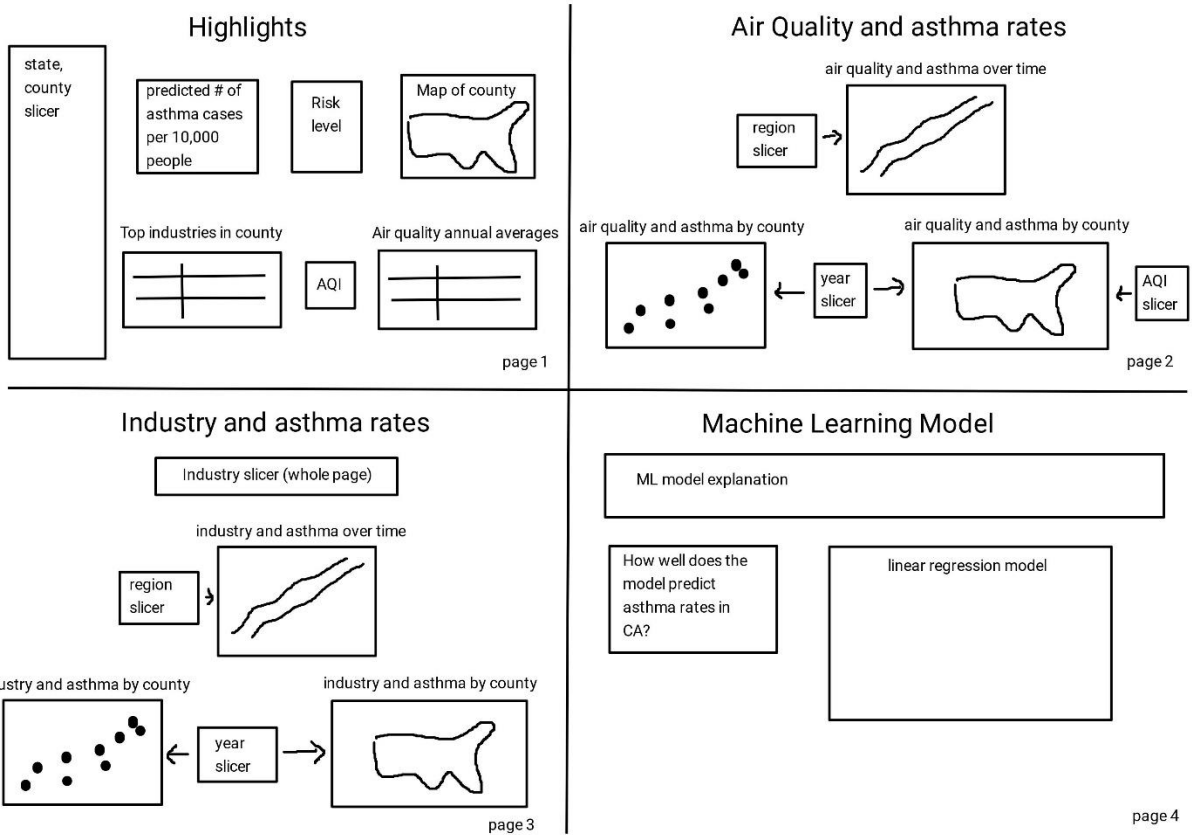 Highlights
state,
county
slicer
predicted # of
asthma cases
per 10,000
people
Risk
level
Map of county
Top industries in county
AQI
Air quality annual averages
page 1
Air Quality and asthma rates
air quality and asthma over time
region
slicer
air quality and asthma by county
year
slicer
air quality and asthma by county
AQI
slicer
page 2
Industry and asthma rates
Industry slicer (whole page)
industry and asthma over time
region
slicer
ustry and asthma by county
year
slicer
industry and asthma by county
page 3
Machine Learning Model
ML model explanation
How well does the
model predict
asthma rates in
CA?
linear regression model
page 4